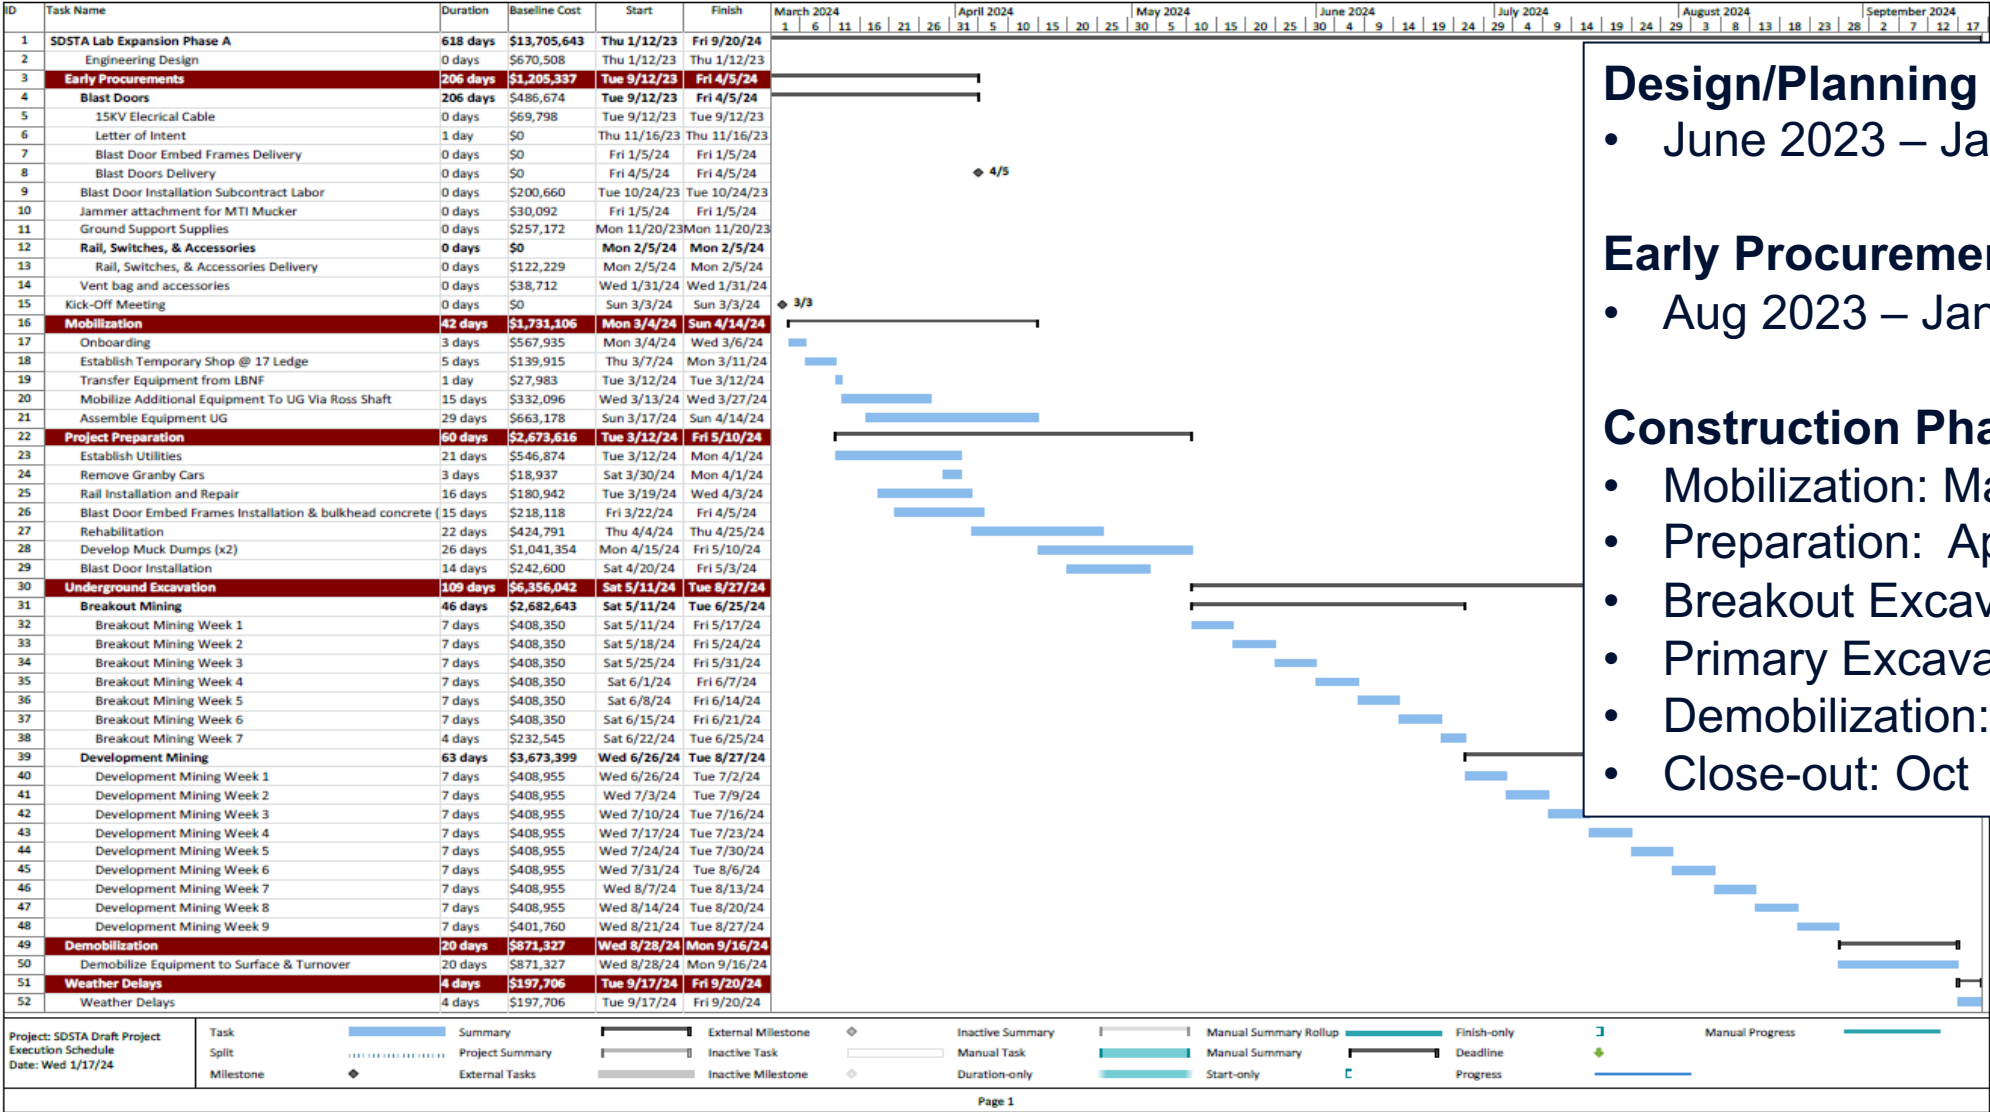 ID Task Name Duration Baseline Cost Start Finish March 2024 April 2024 May 2024 June 2024 July 2024 August 2024 September 2024
1 6 11 16 21 26 31 5 10 15 20 25 30 5 10 15 20 25 30 4 9 14 19 24 29 4 9 14 19 24 29 3 8 13 18 23 28 2 7 12 17
1 SDSTA Lab Expansion Phase A 618 days $13,705,643 Thu 1/12/23 Fri 9/20/24
2 Engineering Design 0 days $670,508 Thu 1/12/23 Thu 1/12/23
3 Early Procurements 206 days $1,205,337 Tue 9/12/23 Fri 4/5/24
4 Blast Doors 206 days $486,674 Tue 9/12/23 Fri 4/5/24
5 15KV Elecrical Cable 0 days $69,798 Tue 9/12/23 Tue 9/12/23
6 Letter of Intent 1 day $0 Thu 11/16/23 Thu 11/16/23
7 Blast Door Embed Frames Delivery 0 days $0 Fri 1/5/24 Fri 1/5/24
8 Blast Doors Delivery 0 days $0 Fri 4/5/24 Fri 4/5/24 4/5
9 Blast Door Installation Subcontract Labor 0 days $200,660 Tue 10/24/23 Tue 10/24/23
10 Jammer attachment for MTI Mucker 0 days $30,092 Fri 1/5/24 Fri 1/5/24
11 Ground Support Supplies 0 days $257,172 Mon 11/20/23 Mon 11/20/23
12 Rail, Switches, & Accessories 0 days $0 Mon 2/5/24 Mon 2/5/24
13 Rail, Switches, & Accessories Delivery 0 days $122,229 Mon 2/5/24 Mon 2/5/24
14 Vent bag and accessories 0 days $38,712 Wed 1/31/24 Wed 1/31/24
15 Kick-Off Meeting 0 days $0 Sun 3/3/24 Sun 3/3/24 3/3
16 Mobilization 42 days $1,731,106 Mon 3/4/24 Sun 4/14/24
17 Onboarding 3 days $567,935 Mon 3/4/24 Wed 3/6/24
18 Establish Temporary Shop @ 17 Ledge 5 days $139,915 Thu 3/7/24 Mon 3/11/24
19 Transfer Equipment from LBNF 1 day $27,983 Tue 3/12/24 Tue 3/12/24
20 Mobilize Additional Equipment To UG Via Ross Shaft 15 days $332,096 Wed 3/13/24 Wed 3/27/24
21 Assemble Equipment UG 29 days $663,178 Sun 3/17/24 Sun 4/14/24
22 Project Preparation 60 days $2,673,616 Tue 3/12/24 Fri 5/10/24
23 Establish Utilities 21 days $546,874 Tue 3/12/24 Mon 4/1/24
24 Remove Granby Cars 3 days $18,937 Sat 3/30/24 Mon 4/1/24
25 Rail Installation and Repair 16 days $180,942 Tue 3/19/24 Wed 4/3/24
26 Blast Door Embed Frames Installation & bulkhead concrete ( 15 days $218,118 Fri 3/22/24 Fri 4/5/24
27 Rehabilitation 22 days $424,791 Thu 4/4/24 Thu 4/25/24
28 Develop Muck Dumps (x2) 26 days $1,041,354 Mon 4/15/24 Fri 5/10/24
29 Blast Door Installation 14 days $242,600 Sat 4/20/24 Fri 5/3/24
30 Underground Excavation 109 days $6,356,042 Sat 5/11/24 Tue 8/27/24
31 Breakout Mining 46 days $2,682,643 Sat 5/11/24 Tue 6/25/24
32 Breakout Mining Week 1 7 days $408,350 Sat 5/11/24 Fri 5/17/24
33 Breakout Mining Week 2 7 days $408,350 Sat 5/18/24 Fri 5/24/24
34 Breakout Mining Week 3 7 days $408,350 Sat 5/25/24 Fri 5/31/24
35 Breakout Mining Week 4 7 days $408,350 Sat 6/1/24 Fri 6/7/24
36 Breakout Mining Week 5 7 days $408,350 Sat 6/8/24 Fri 6/14/24
37 Breakout Mining Week 6 7 days $408,350 Sat 6/15/24 Fri 6/21/24
38 Breakout Mining Week 7 4 days $232,545 Sat 6/22/24 Tue 6/25/24
39 Development Mining 63 days $3,673,399 Wed 6/26/24 Tue 8/27/24
40 Development Mining Week 1 7 days $408,955 Wed 6/26/24 Tue 7/2/24
41 Development Mining Week 2 7 days $408,955 Wed 7/3/24 Tue 7/9/24
42 Development Mining Week 3 7 days $408,955 Wed 7/10/24 Tue 7/16/24
43 Development Mining Week 4 7 days $408,955 Wed 7/17/24 Tue 7/23/24
44 Development Mining Week 5 7 days $408,955 Wed 7/24/24 Tue 7/30/24
45 Development Mining Week 6 7 days $408,955 Wed 7/31/24 Tue 8/6/24
46 Development Mining Week 7 7 days $408,955 Wed 8/7/24 Tue 8/13/24
47 Development Mining Week 8 7 days $408,955 Wed 8/14/24 Tue 8/20/24
48 Development Mining Week 9 7 days $401,760 Wed 8/21/24 Tue 8/27/24
49 Demobilization 20 days $871,327 Wed 8/28/24 Mon 9/16/24
50 Demobilize Equipment to Surface & Turnover 20 days $871,327 Wed 8/28/24 Mon 9/16/24
51 Weather Delays 4 days $197,706 Tue 9/17/24 Fri 9/20/24
52 Weather Delays 4 days $197,706 Tue 9/17/24 Fri 9/20/24
Design/Planning
• June 2023 – Ja
Early Procuremen
• Aug 2023 – Jan
Construction Pha
• Mobilization: Ma
• Preparation: Ap
• Breakout Excav
• Primary Excava
• Demobilization:
• Close-out: Oct
Project: SDSTA Draft Project
Execution Schedule
Date: Wed 1/17/24
Task Summary External Milestone Inactive Summary Manual Summary Rollup Finish-only Manual Progress
Split Project Summary Inactive Task Manual Task Manual Summary Deadline
Milestone External Tasks Inactive Milestone Duration-only Start-only Progress
Page 1